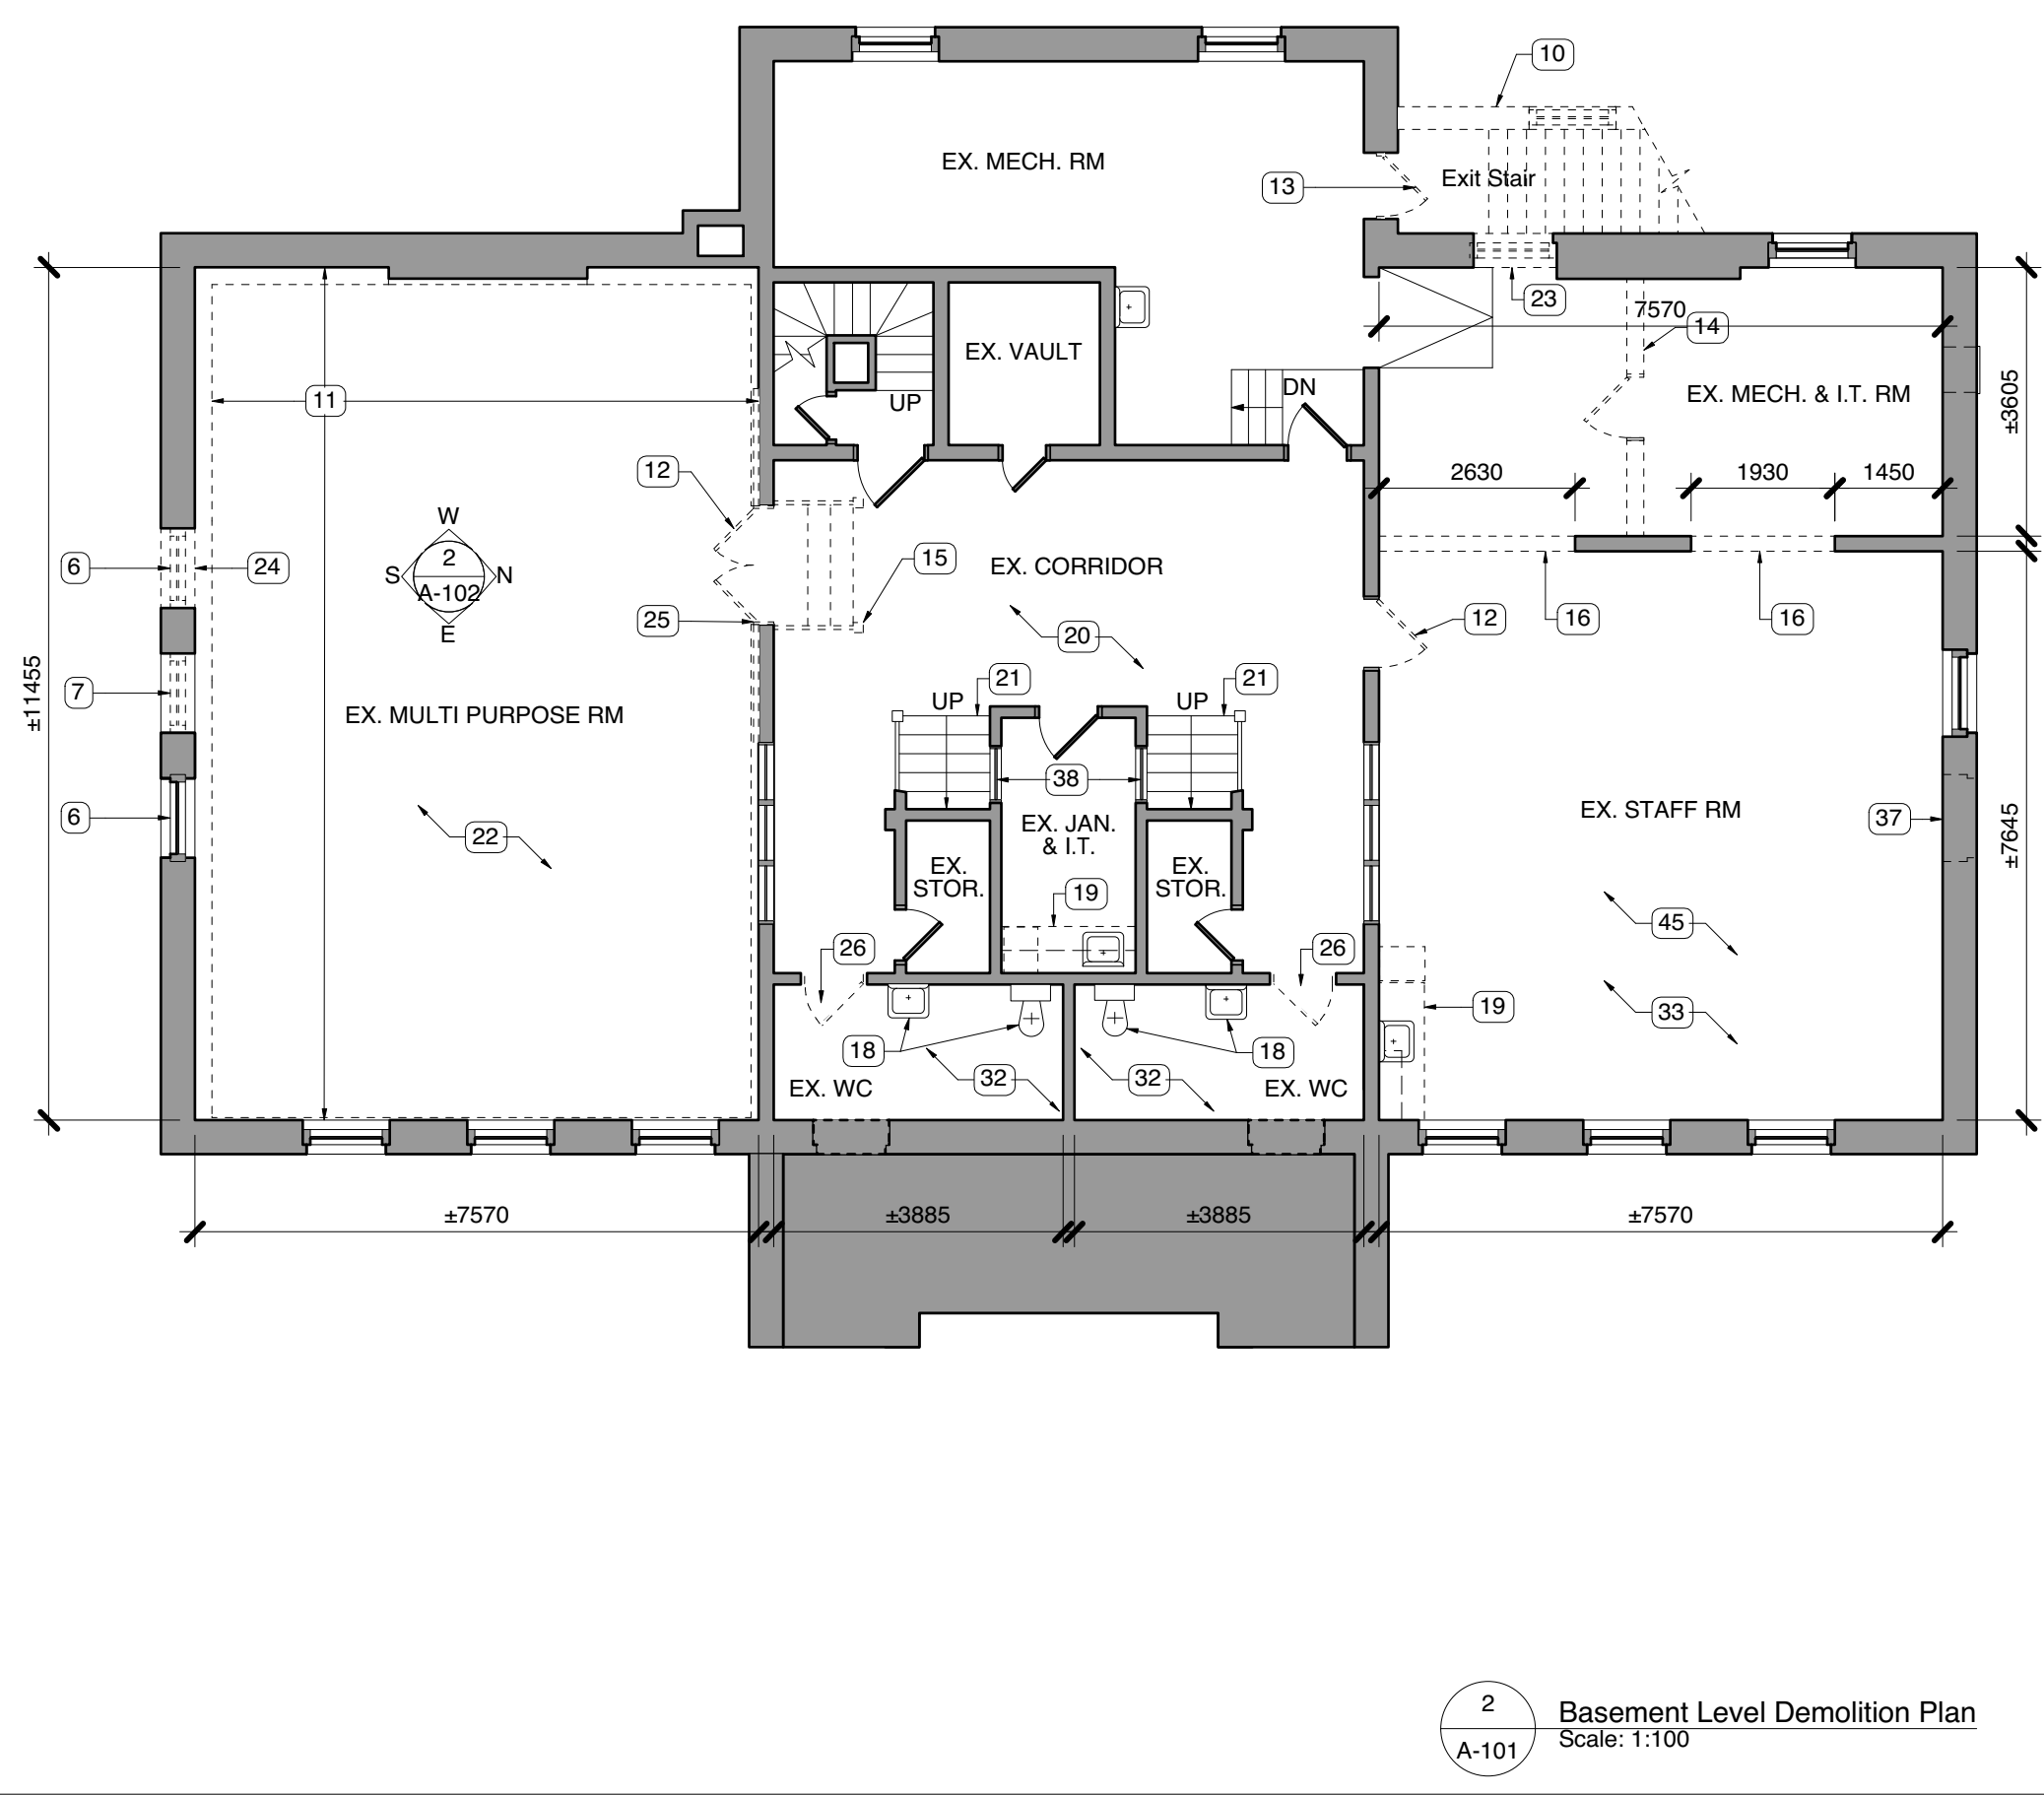 10
EX. MECH. RM
13
Exit Stair
23
7570
14
EX. VAULT
DN
UP
EX. MECH. & I.T. RM
11
±3605
12
2630
1930
1450
W
6
24
S
2
N
A-102
E
15
EX. CORRIDOR
25
20
12
16
16
7
±11455
EX. MULTI PURPOSE RM
UP
21
UP
21
38
6
22
EX. JAN.
& I.T.
EX. STAFF RM
37
±7645
EX.
STOR.
EX.
STOR.
19
45
26
26
33
19
18
18
32
32
EX. WC
EX. WC
±7570
±3885
±3885
±7570
2
A-101
Basement Level Demolition Plan
Scale: 1:100